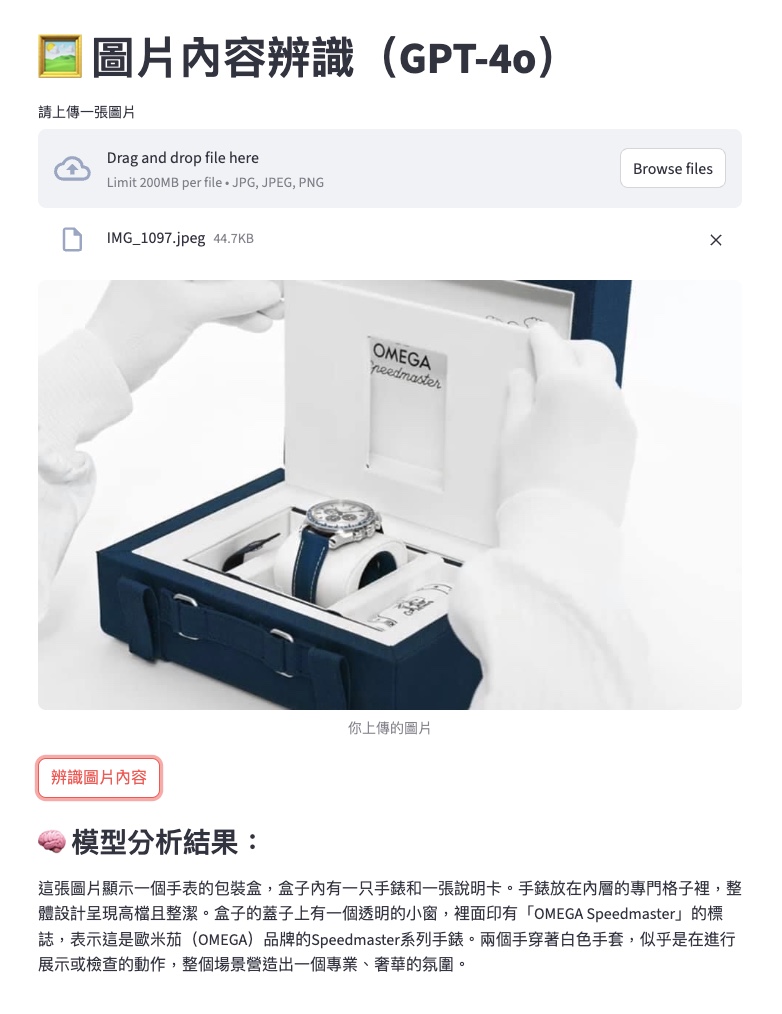 圖片內容辨識（GPT-4o）
請上傳一張圖片
Drag and drop file here
Limit 200MB per file • JPG, JPEG, PNG
Browse files
IMG_1097.jpeg 44.7KB
OMEGA
Speedmaster
你上傳的圖片
辨識圖片內容
模型分析結果：
這張圖片顯示一個手表的包裝盒，盒子內有一只手錶和一張說明卡。手錶放在內層的專門格子裡，整
體設計呈現高檔且整潔。盒子的蓋子上有一個透明的小窗，裡面印有「OMEGA Speedmaster」的標
誌，表示這是歐米茄（OMEGA）品牌的Speedmaster系列手錶。兩個手穿著白色手套，似乎是在進行
展示或檢查的動作，整個場景營造出一個專業、奢華的氛圍。